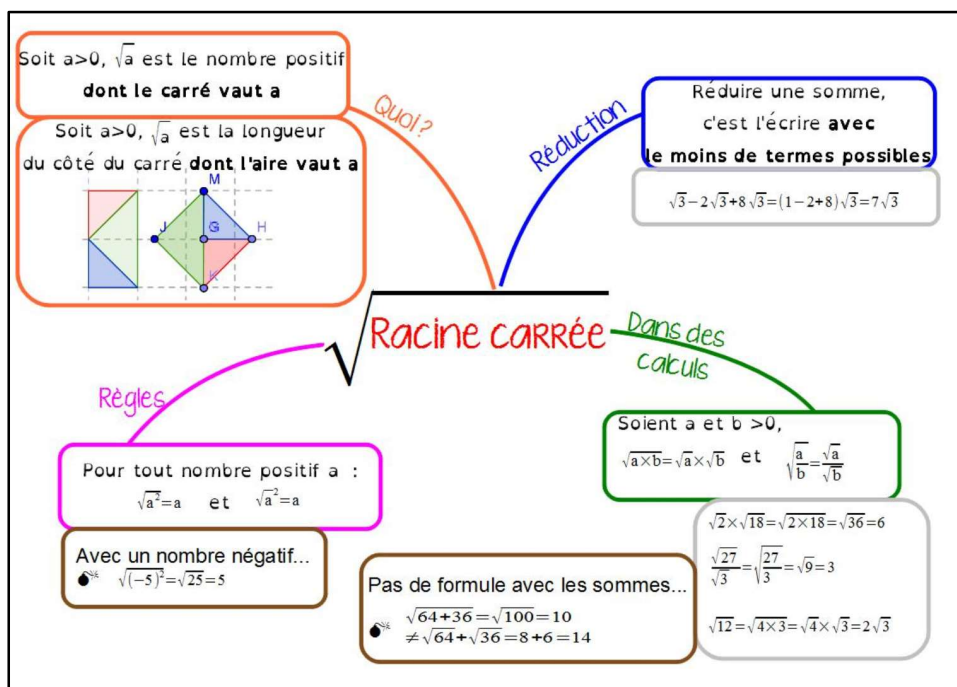 Soit a>0, √a est le nombre positif
dont le carré vaut a
Soit a>0, √a est la longueur
du côté du carré dont l'aire vaut a
M
J
G
H
K
Quoi?
Réduction
Réduire une somme,
c'est l'écrire avec
le moins de termes possibles
√3−2√3+8√3=(1−2+8)√3=7√3
√Racine carrée
Dans des
calculs
Soient a et b >0,
√(a×b)=√a×√b et √(a/b)=√a/√b
√2×√18=√(2×18)=√36=6
√27/√3=√(27/3)=√9=3
√12=√(4×3)=√4×√3=2√3
Règles
Pour tout nombre positif a :
√(a²)=a et √a²=a
Avec un nombre négatif...
√((−5)²)=√25=5
Pas de formule avec les sommes...
√(64+36)=√100=10
≠√64+√36=8+6=14